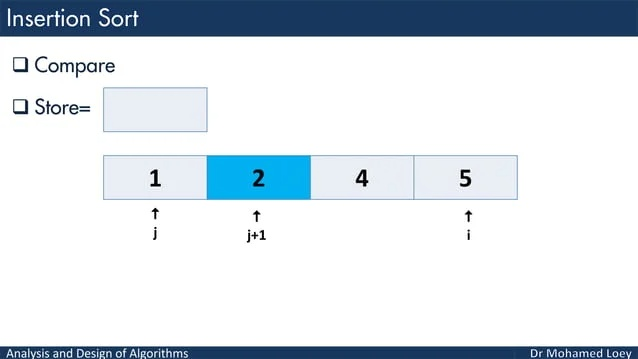 Insertion Sort
Compare
Store=
1 2 4 5
j j+1 i
Analysis and Design of Algorithms Dr Mohamed Loey